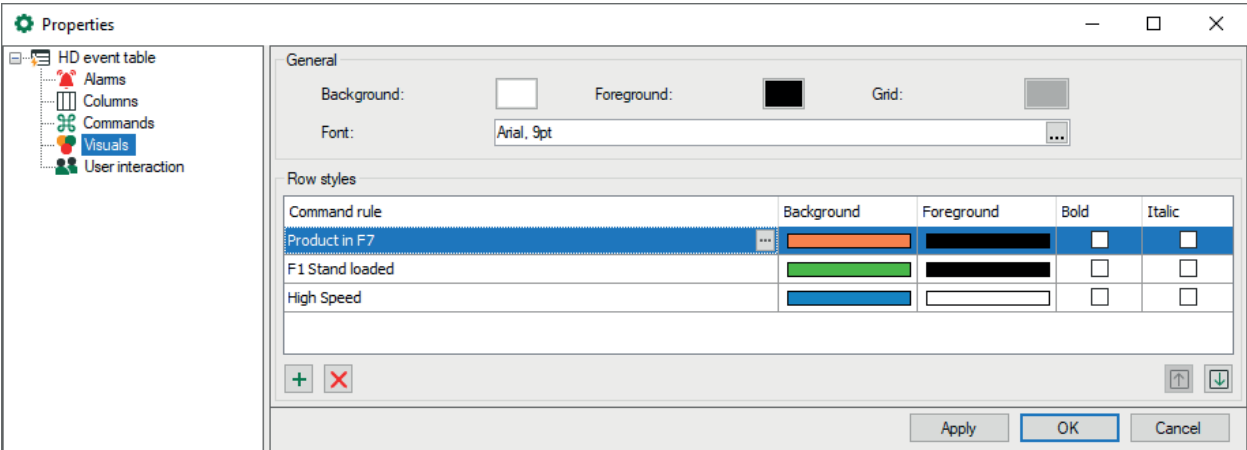 Properties
HD event table
Alarms
Columns
Commands
Visuals
User interaction
General
Background: Foreground: Grid:
Font: Arial, 9pt ...
Row styles
Command rule Background Foreground Bold Italic
Product in F7 ...
F1 Stand loaded
High Speed
Apply OK Cancel